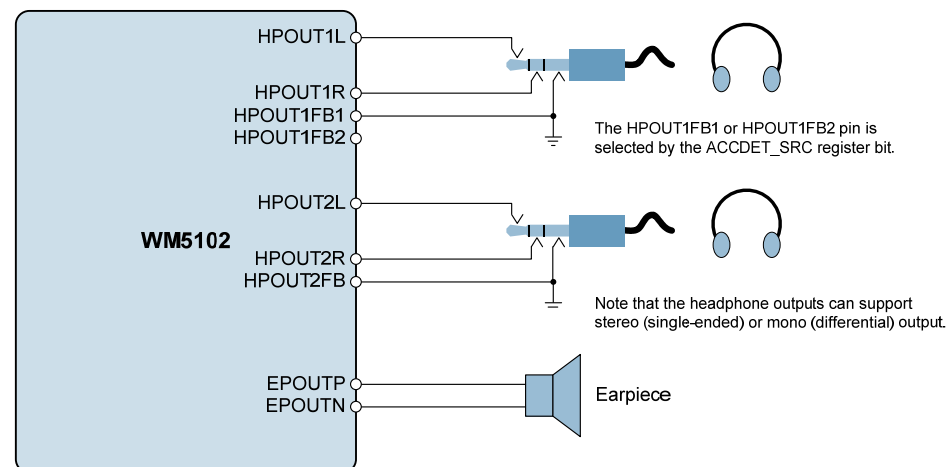 HPOUT1L
HPOUT1R
HPOUT1FB1
HPOUT1FB2
The HPOUT1FB1 or HPOUT1FB2 pin is
selected by the ACCDET_SRC register bit.
HPOUT2L
WM5102
HPOUT2R
HPOUT2FB
Note that the headphone outputs can support
stereo (single-ended) or mono (differential) output.
EPOUTP
EPOUTN
Earpiece